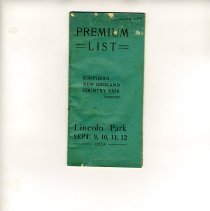 PREMIUM
LIST
SOUTHERN
NEW ENGLAND
COUNTRY FAIR
Lincoln Park
SEPT. 9, 10, 11, 12